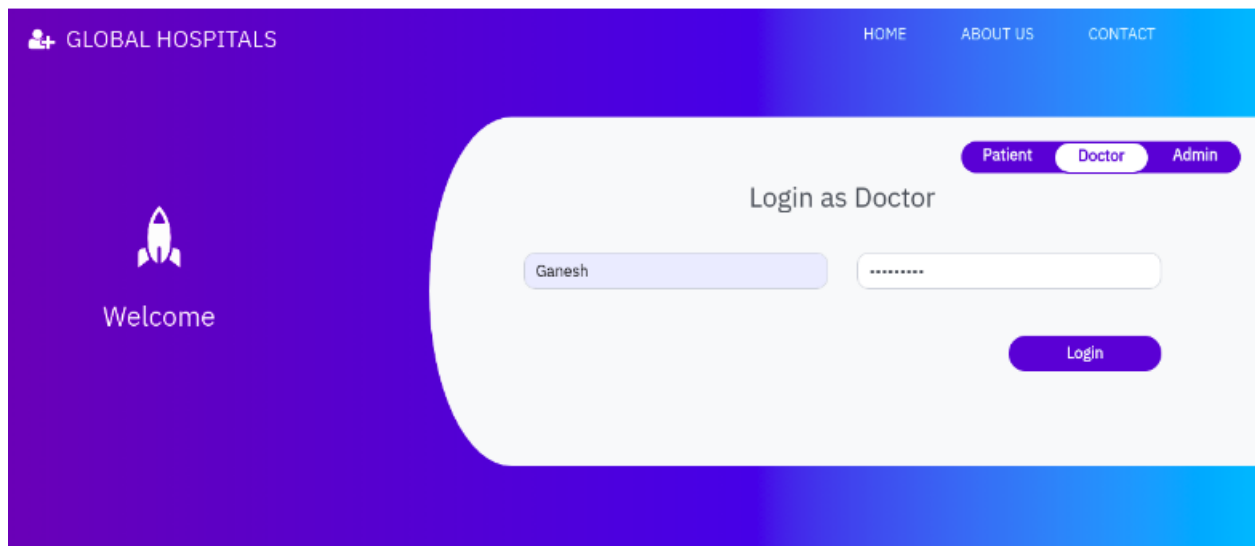 GLOBAL HOSPITALS
HOME ABOUT US CONTACT
Patient Doctor Admin
Login as Doctor
Ganesh ---------
Welcome
Login